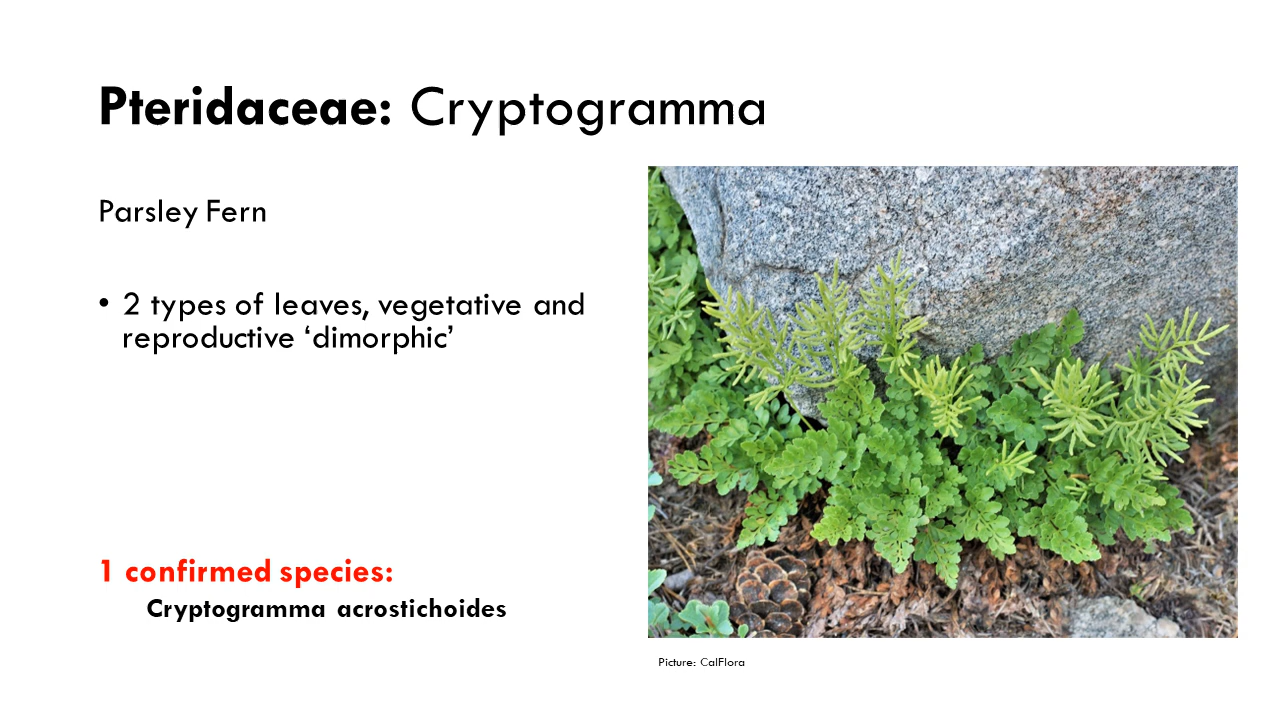 Pteridaceae: Cryptogramma
Parsley Fern
• 2 types of leaves, vegetative and
reproductive ‘dimorphic’
1 confirmed species:
Cryptogramma acrostichoides
Picture: CalFlora